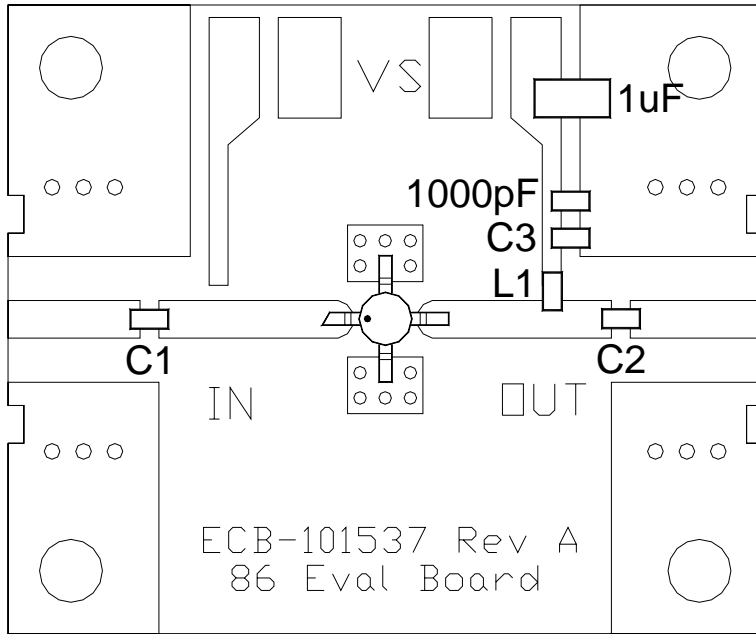 VS
1uF
1000pF
C3
L1
C1
C2
IN
OUT
ECB-101537 Rev A
86 Eval Board